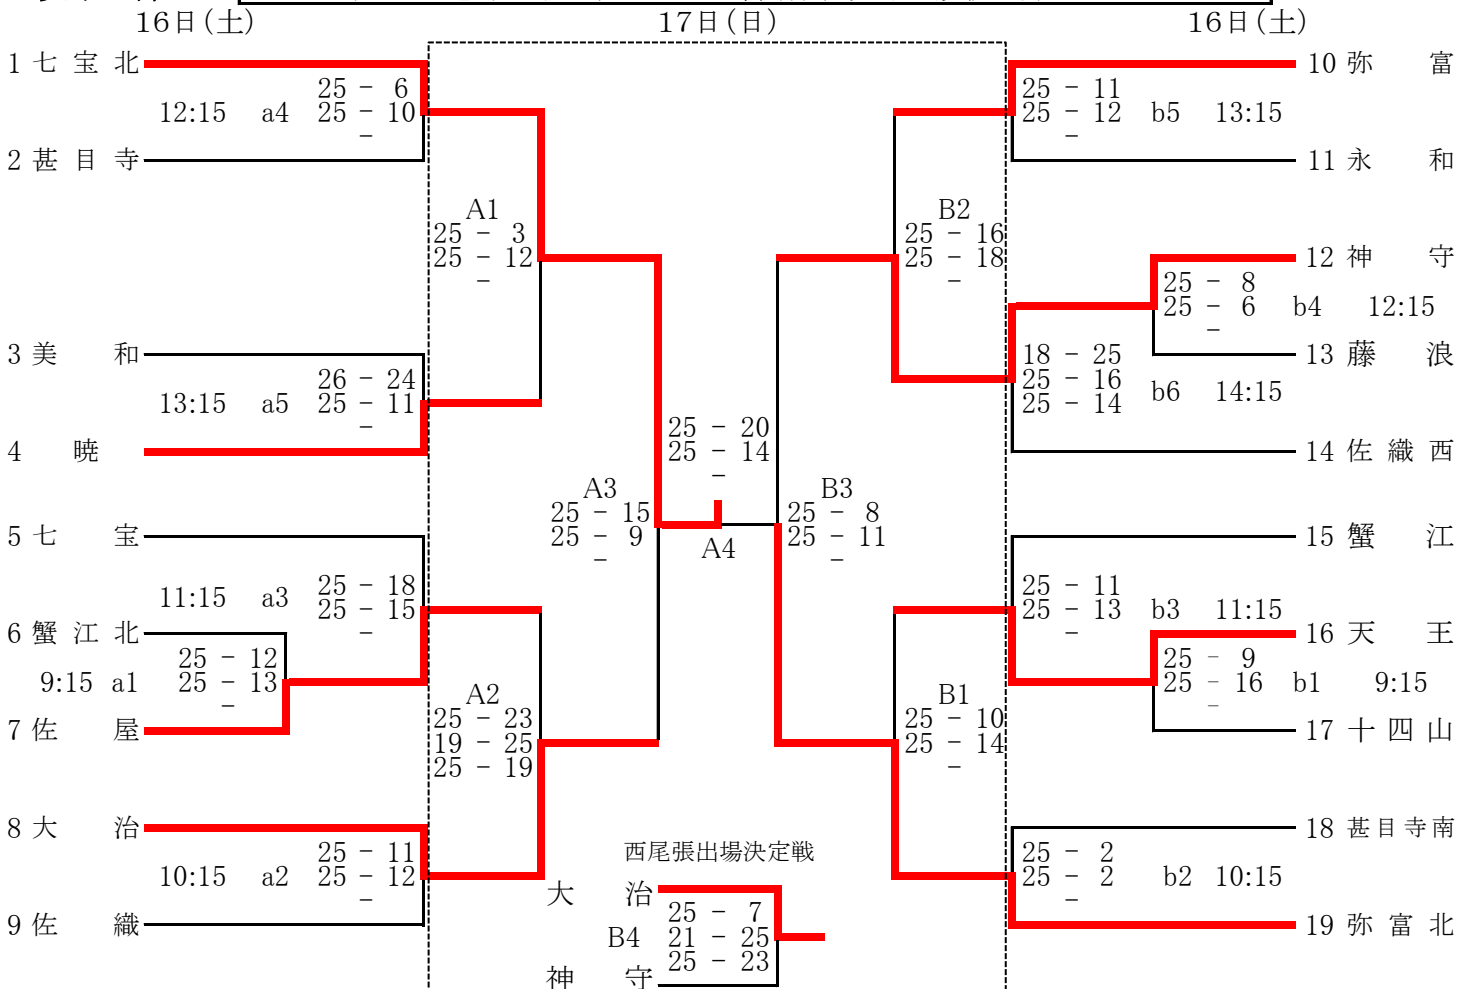 16日(土)
17日(日)
16日(土)
1 七宝北
25 - 6
12:15 a4 25 - 10
-
2 甚目寺
A1
25 - 3
25 - 12
-
3 美和
26 - 24
13:15 a5 25 - 11
-
4 暁
5 七宝
25 - 18
11:15 a3 25 - 15
-
6 蟹江北
25 - 12
9:15 a1 25 - 13
-
7 佐屋
A2
25 - 23
19 - 25
25 - 19
8 大治
25 - 11
10:15 a2 25 - 12
-
9 佐織
A3
25 - 15
25 - 9
-
25 - 20
25 - 14
-
A4
B3
25 - 8
25 - 11
-
西尾張出場決定戦
大治
25 - 7
B4 21 - 25
25 - 23
神守
10 弥富
25 - 11
25 - 12 b5 13:15
-
11 永和
B2
25 - 16
25 - 18
-
12 神守
25 - 8
25 - 6 b4 12:15
-
13 藤浪
18 - 25
25 - 16
25 - 14
b6 14:15
14 佐織西
15 蟹江
25 - 11
25 - 13 b3 11:15
-
16 天王
25 - 9
25 - 16 b1 9:15
-
17 十四山
B1
25 - 10
25 - 14
-
18 甚目寺南
25 - 2
25 - 2 b2 10:15
-
19 弥富北